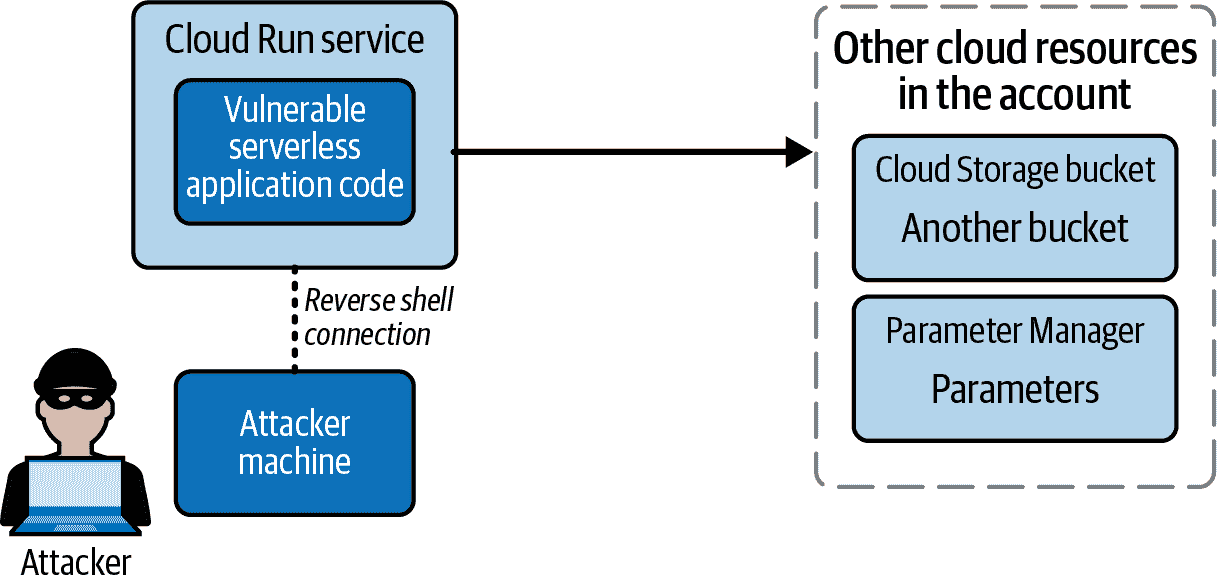 Cloud Run service
Vulnerable
serverless
application code
Other cloud resources
in the account
Cloud Storage bucket
Another bucket
Parameter Manager
Parameters
Reverse shell
connection
Attacker
machine
Attacker